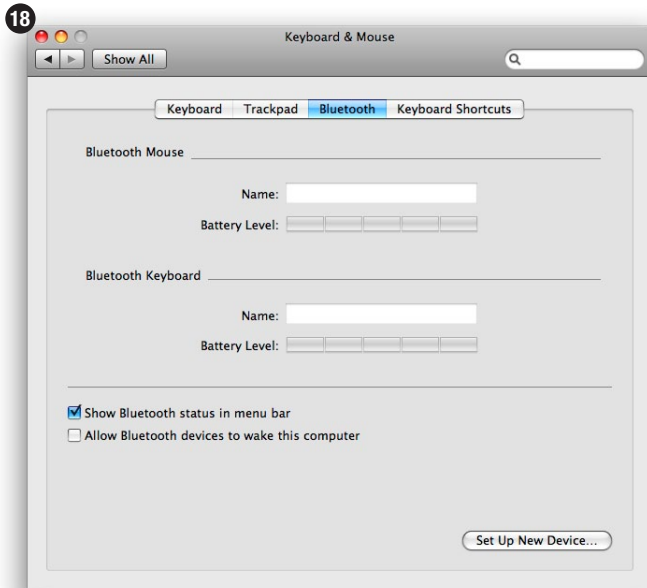 18
Keyboard & Mouse
Show All
Keyboard Trackpad Bluetooth Keyboard Shortcuts
Bluetooth Mouse
Name:
Battery Level:
Bluetooth Keyboard
Name:
Battery Level:
Show Bluetooth status in menu bar
Allow Bluetooth devices to wake this computer
Set Up New Device...